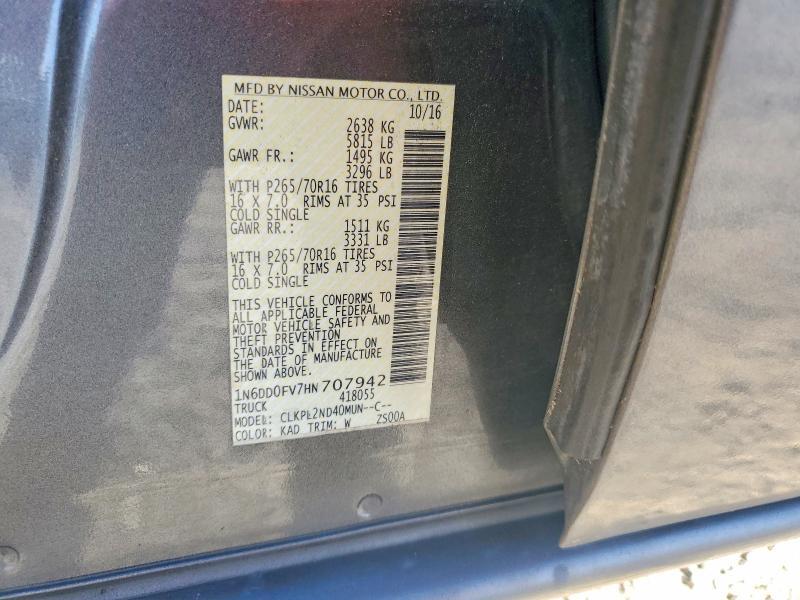 MFD BY NISSAN MOTOR CO., LTD.
DATE: 10/16
GVWR: 2638 KG
5815 LB
GAWR FR.: 1495 KG
3296 LB
WITH P265/70R16 TIRES
16 X 7.0 RIMS AT 35 PSI
COLD SINGLE
GAWR RR.: 1511 KG
3331 LB
WITH P265/70R16 TIRES
16 X 7.0 RIMS AT 35 PSI
COLD SINGLE
THIS VEHICLE CONFORMS TO
ALL APPLICABLE FEDERAL
MOTOR VEHICLE SAFETY AND
THEFT PREVENTION
STANDARDS IN EFFECT ON
THE DATE OF MANUFACTURE
SHOWN ABOVE.
1N6DD0FV7HN707942
TRUCK 418055
MODEL: CLKPL2ND40MUN--C--
COLOR: KAD TRIM: W ZS00A